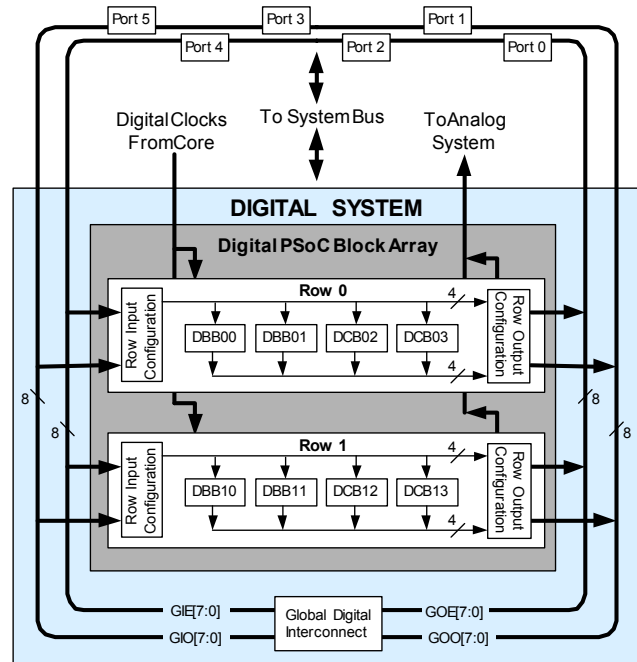 Port 5
Port 3
Port 1
Port 4
Port 2
Port 0
Digital Clocks
From Core
To System Bus
To Analog
System
DIGITAL SYSTEM
Digital PSoC Block Array
Row Input
Configuration
Row 0
4
DBB00
DBB01
DCB02
DCB03
4
Row Output
Configuration
8
8
8
8
Row Input
Configuration
Row 1
4
DBB10
DBB11
DCB12
DCB13
4
Row Output
Configuration
GIE[7:0]
GIO[7:0]
Global Digital
Interconnect
GOE[7:0]
GOO[7:0]